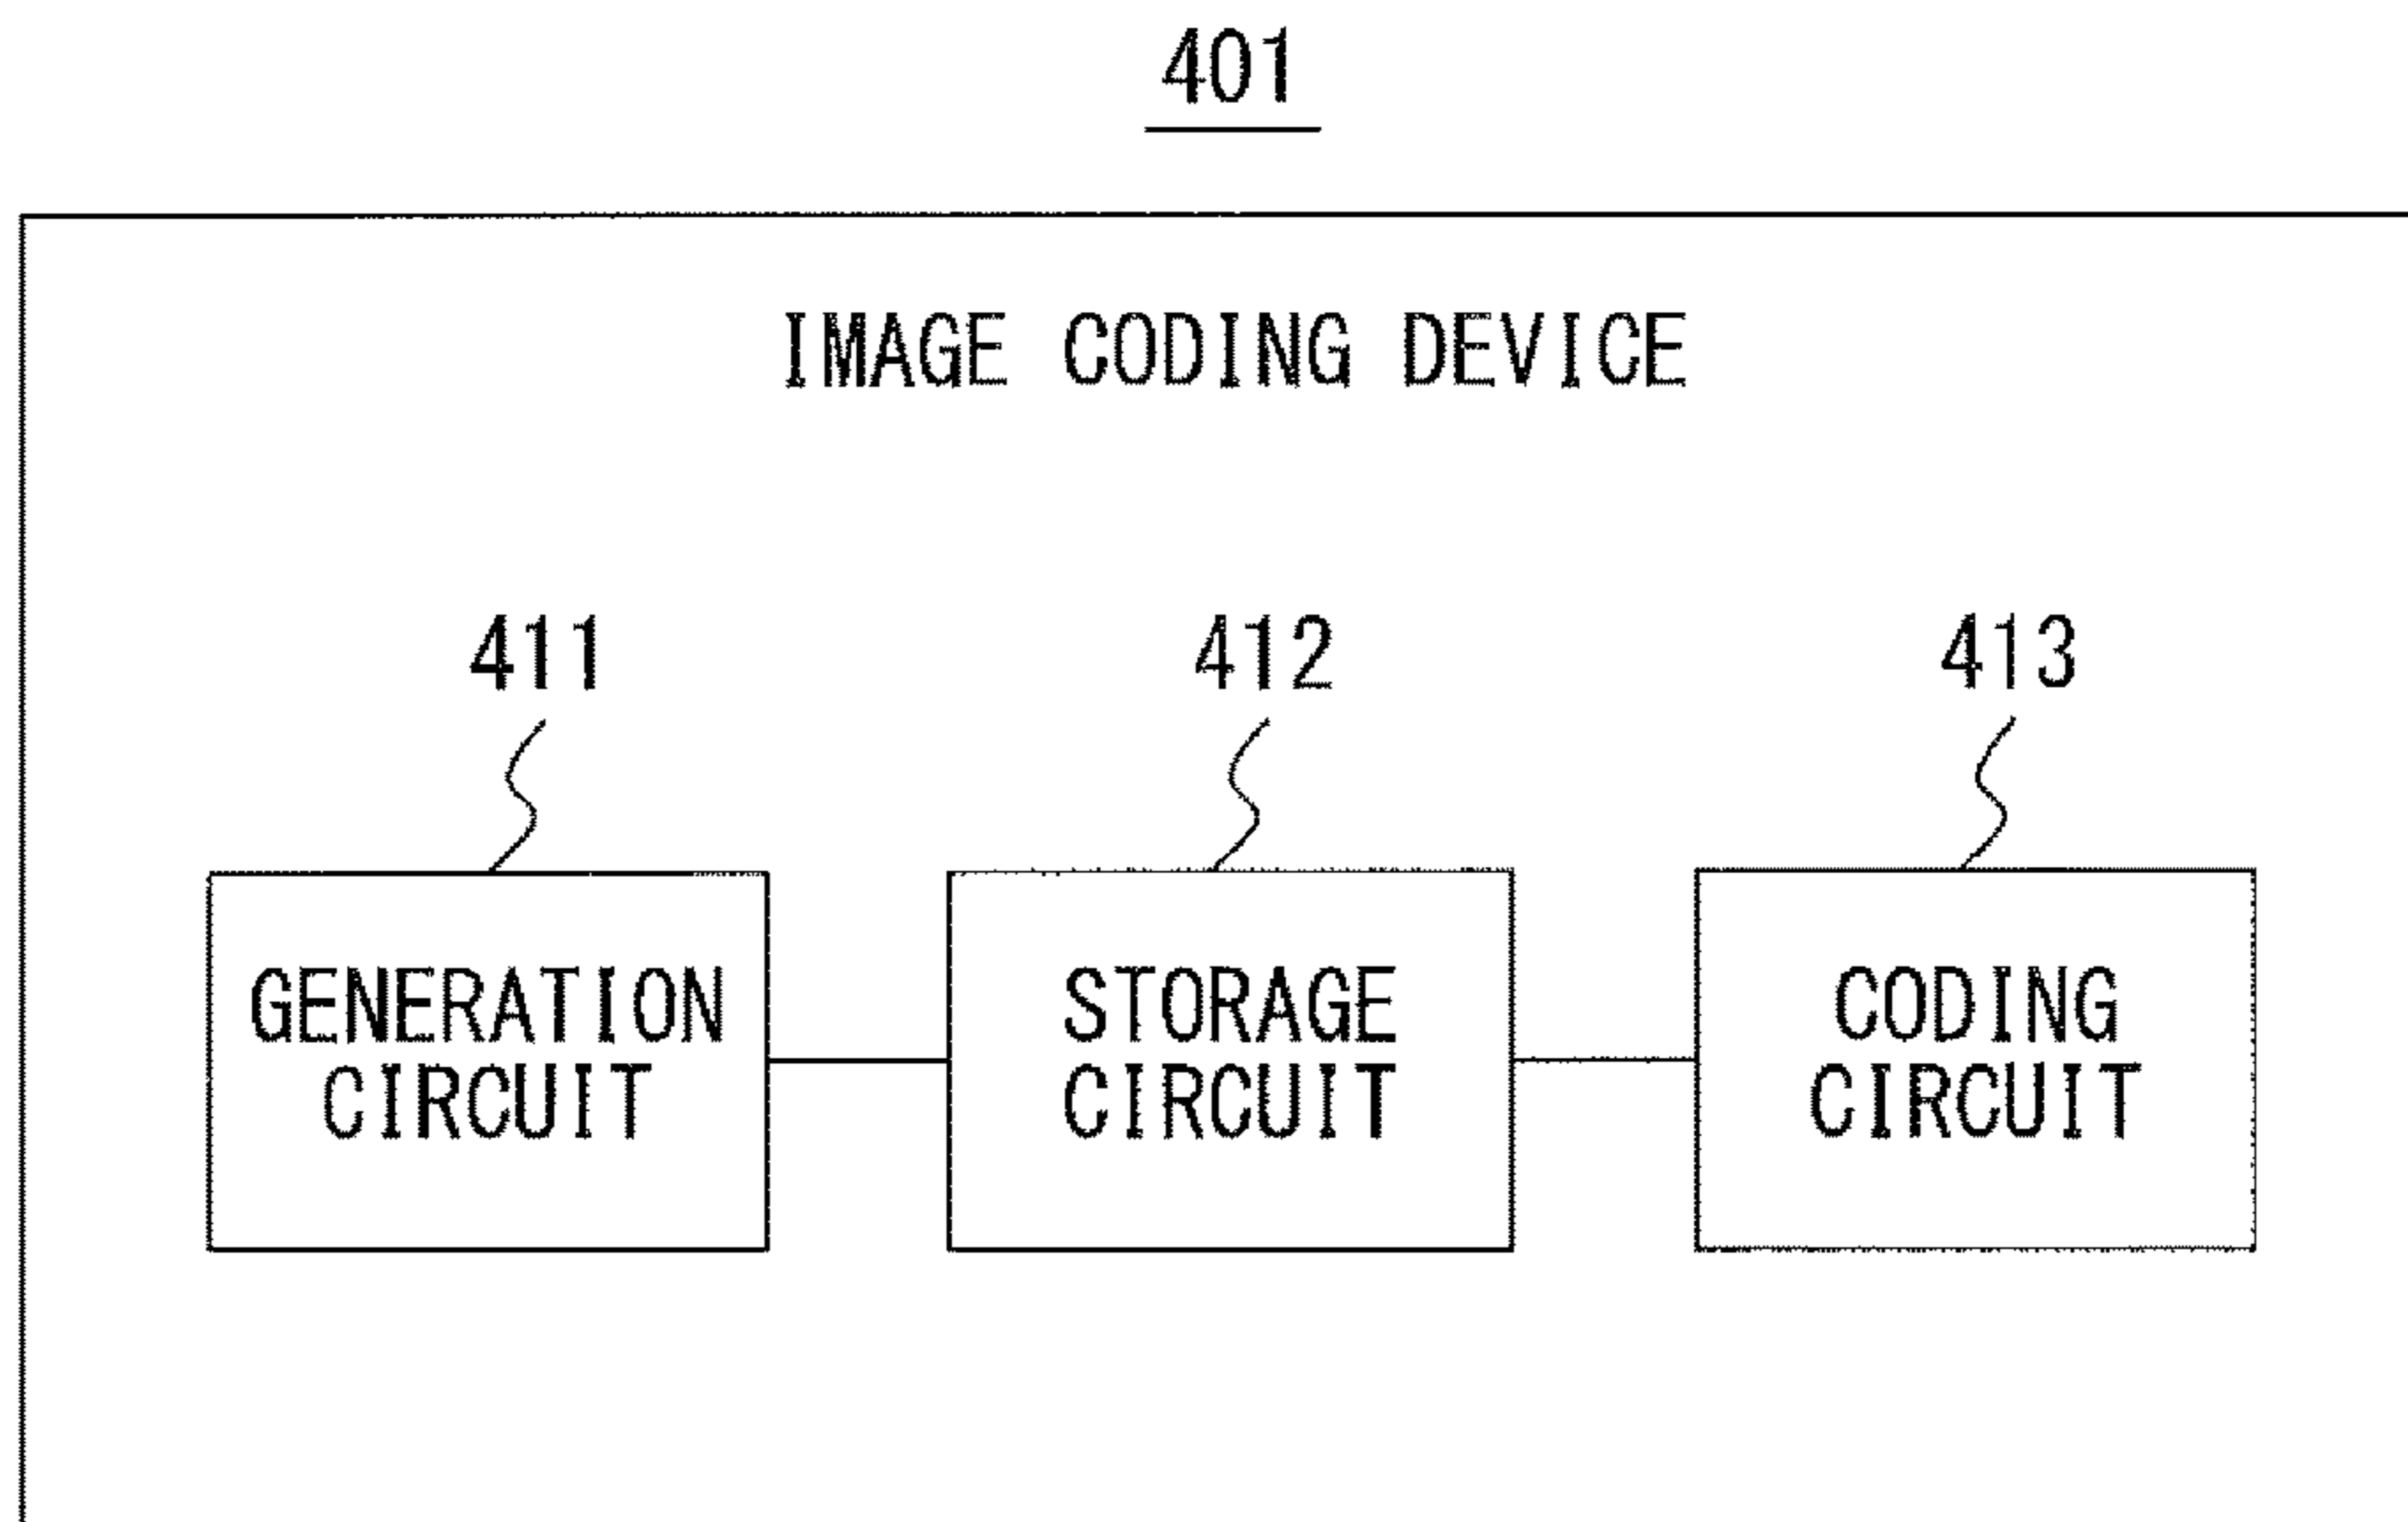 401
IMAGE CODING DEVICE
411
412
413
GENERATION
CIRCUIT
STORAGE
CIRCUIT
CODING
CIRCUIT